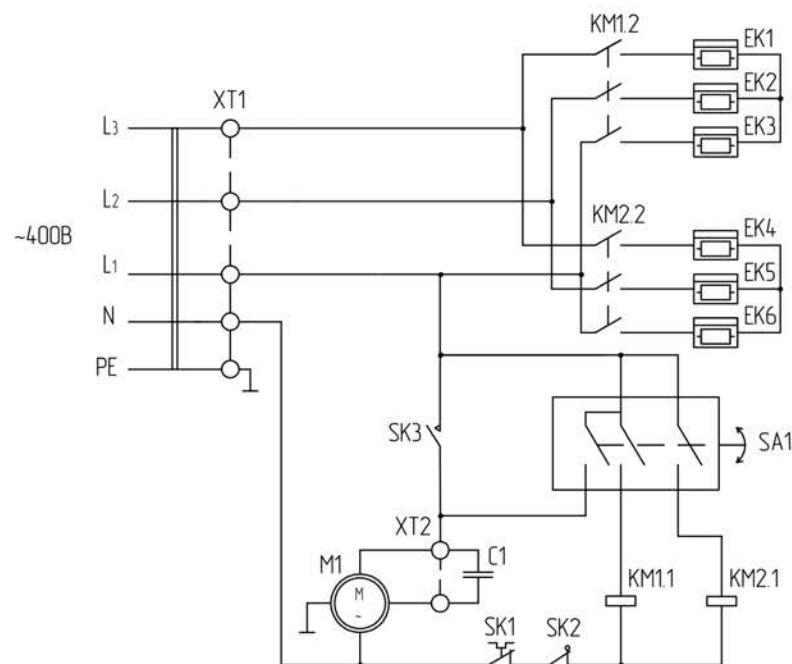 KM1.2
EK1
EK2
EK3
XT1
L3
L2
KM2.2
EK4
~400В
L1
EK5
N
EK6
PE
SK3
SA1
XT2
C1
M1
KM1.1
KM2.1
M
~
SK1
SK2